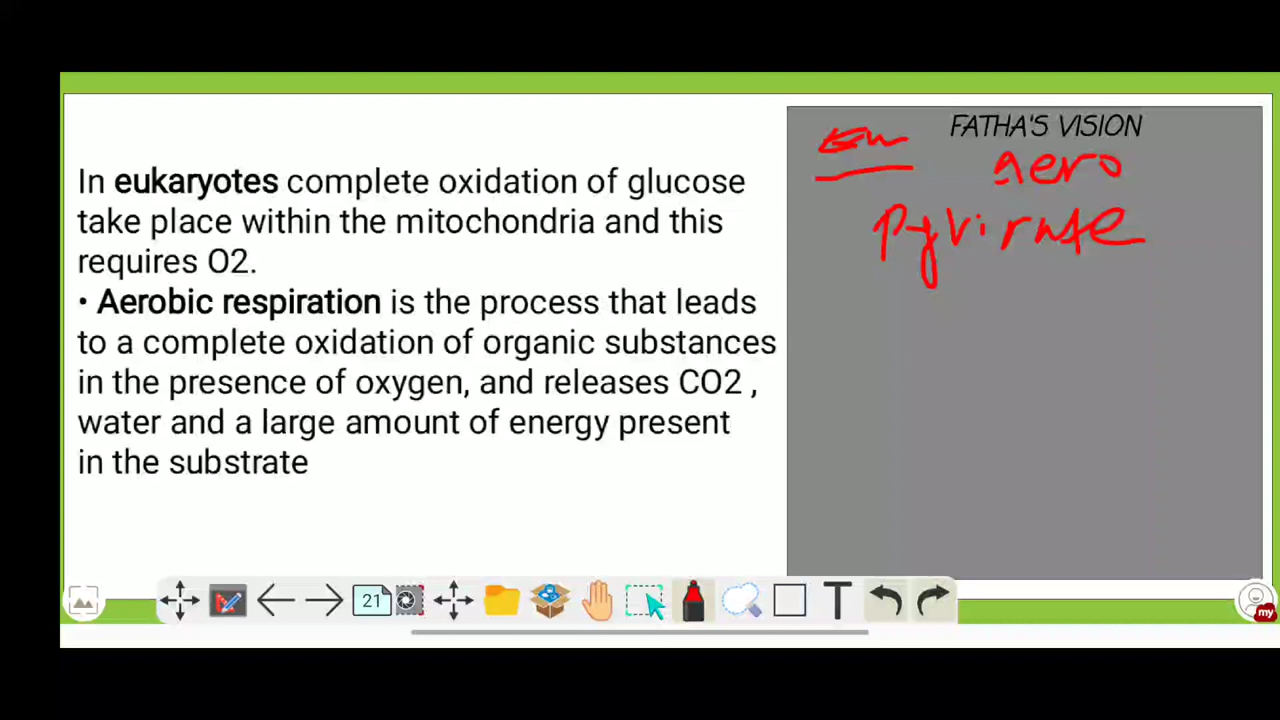 In eukaryotes complete oxidation of glucose
take place within the mitochondria and this
requires O2.
• Aerobic respiration is the process that leads
to a complete oxidation of organic substances
in the presence of oxygen, and releases CO2 ,
water and a large amount of energy present
in the substrate
FATHA'S VISION
aero
pyvirate
21
T
my